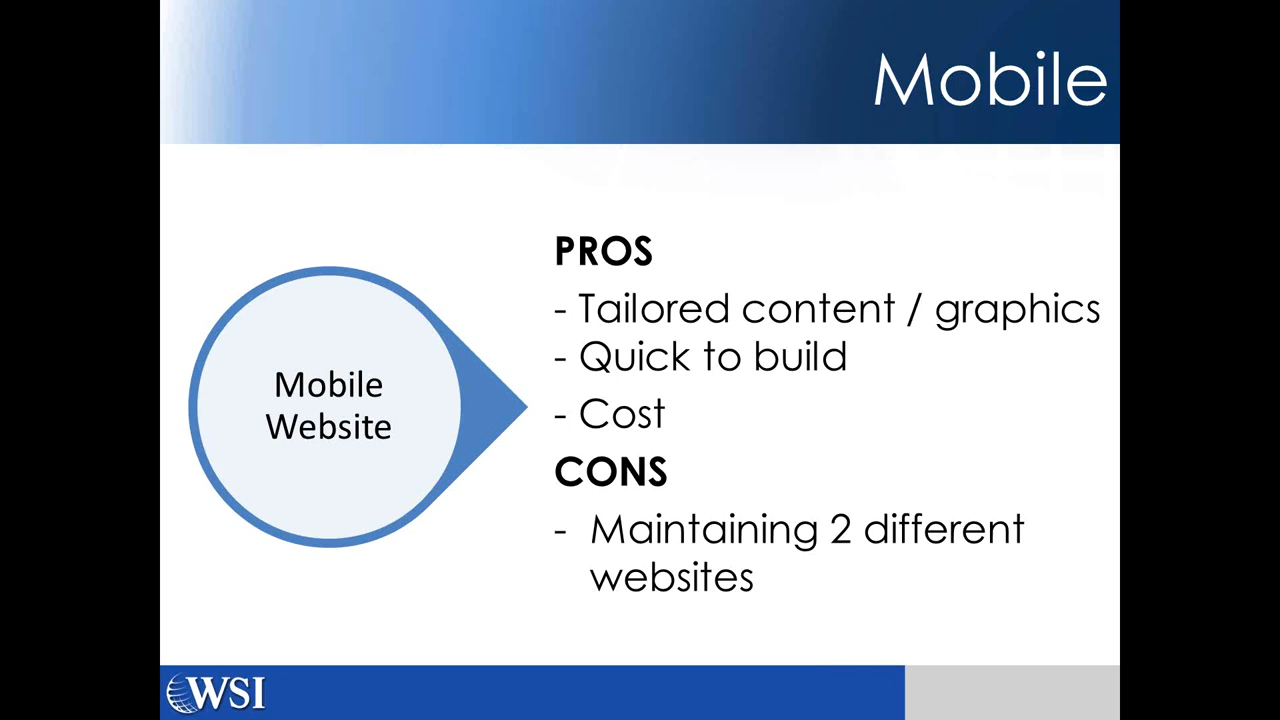 Mobile
Mobile
Website
PROS
- Tailored content / graphics
- Quick to build
- Cost
CONS
- Maintaining 2 different
websites
WSI